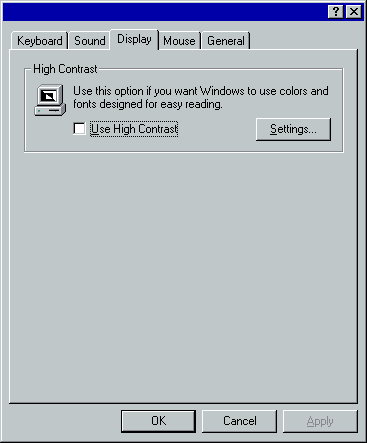 Keyboard Sound Display Mouse General
High Contrast
Use this option if you want Windows to use colors and
fonts designed for easy reading.
Use High Contrast Settings...
OK Cancel Apply